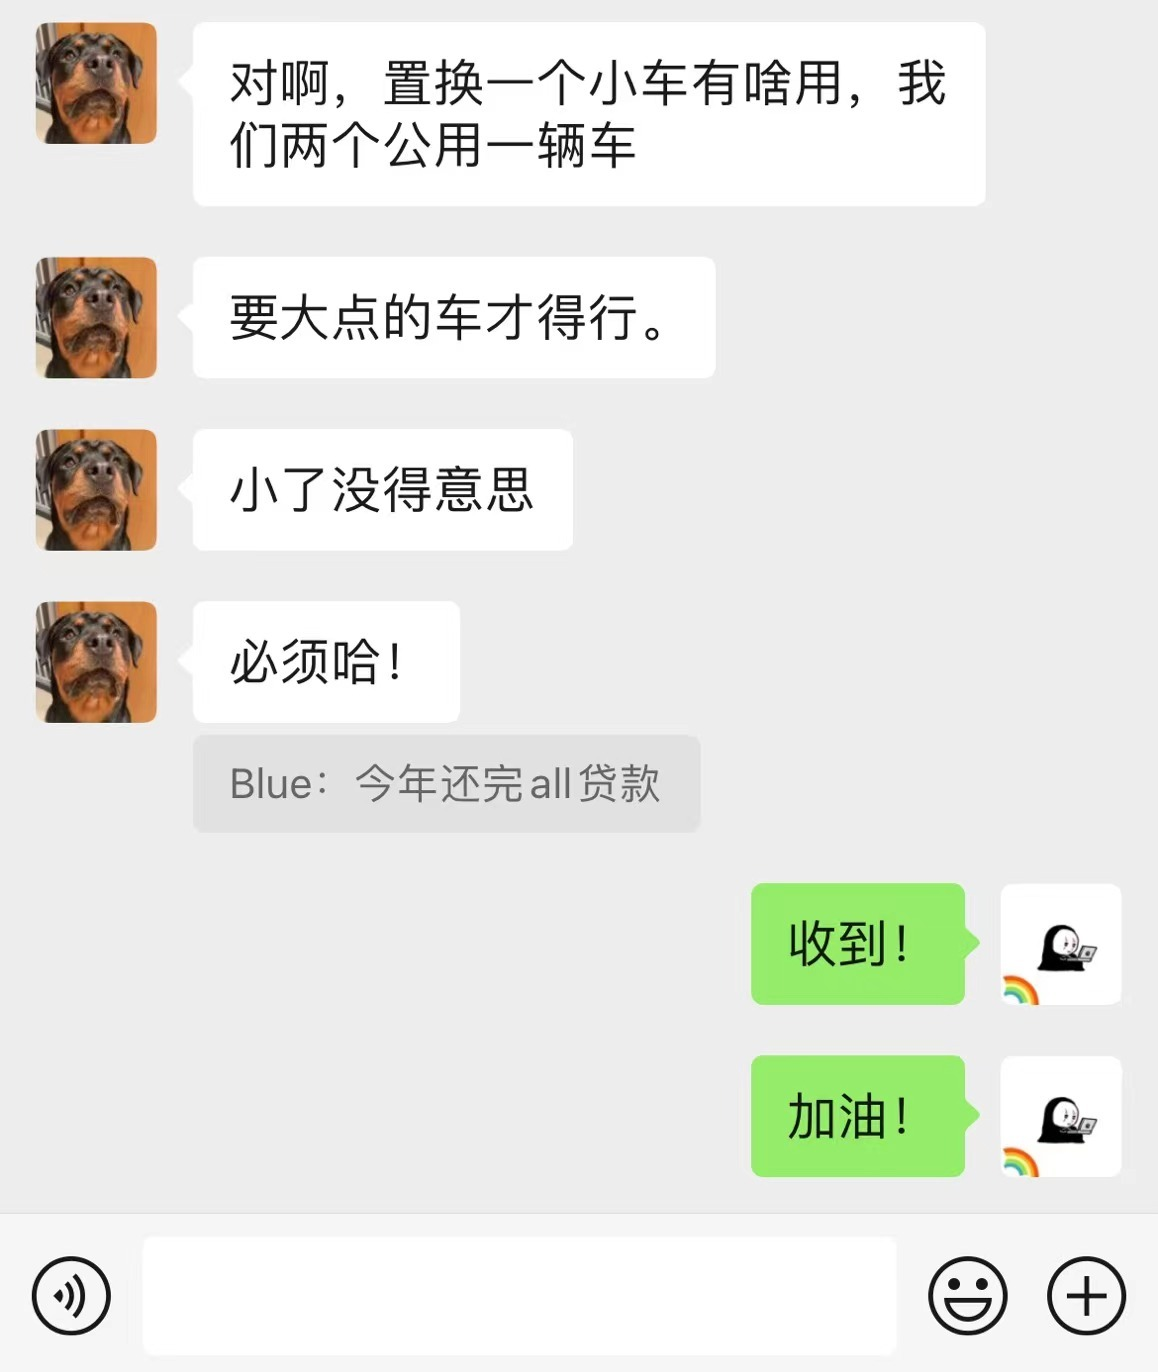 对啊，置换一个小车有啥用，我
们两个公用一辆车
要大点的车才得行。
小了没得意思
必须哈！
Blue：今年还完all贷款
收到！
加油！